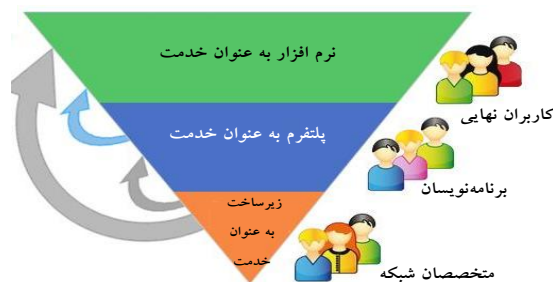 نرم افزار به عنوان خدمت
کاربران نهایی
پلتفرم به عنوان خدمت
برنامه‌نویسان
زیرساخت
به عنوان
خدمت
متخصصان شبکه